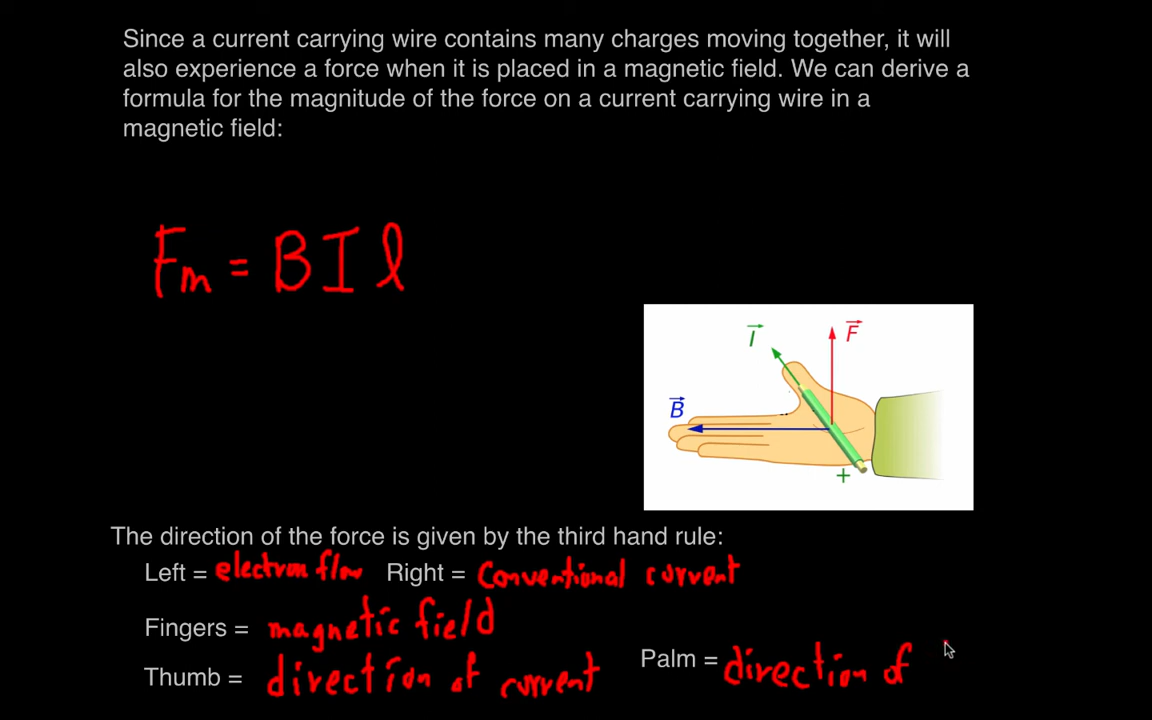 Since a current carrying wire contains many charges moving together, it will
also experience a force when it is placed in a magnetic field. We can derive a
formula for the magnitude of the force on a current carrying wire in a
magnetic field:
Fm = B I l
I
F
B
+
The direction of the force is given by the third hand rule:
Left = electron flow Right = Conventional current
Fingers = magnetic field
Thumb = direction of current
Palm = direction of